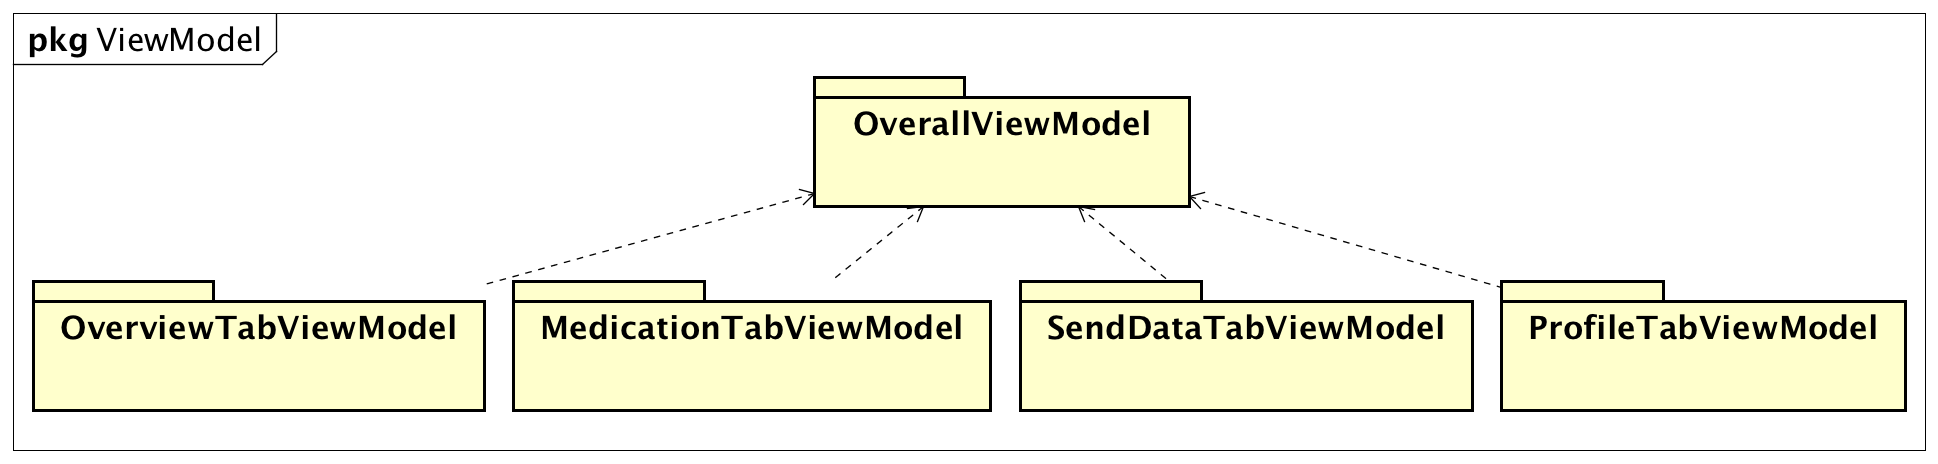 pkg ViewModel
OverallViewModel
OverviewTabViewModel
MedicationTabViewModel
SendDataTabViewModel
ProfileTabViewModel